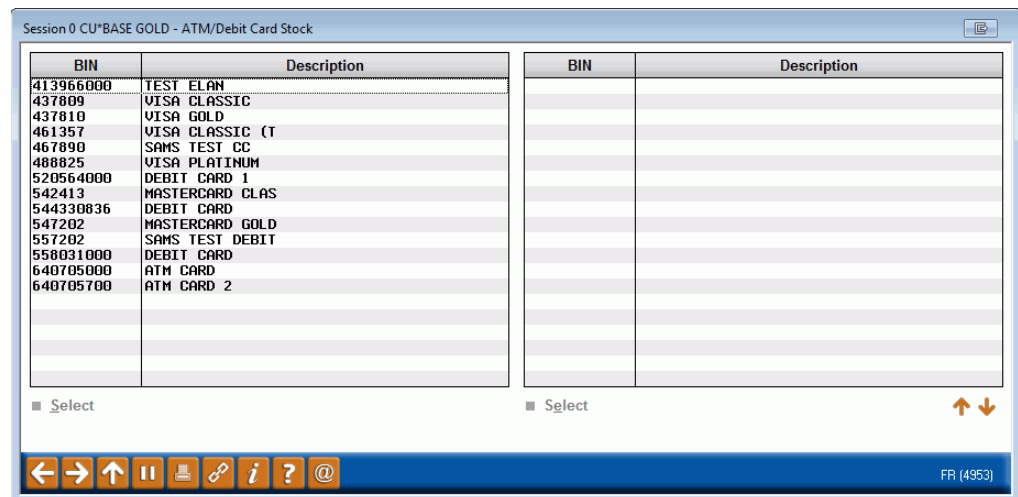 Session 0 CU*BASE GOLD - ATM/Debit Card Stock
BIN Description BIN Description
413966000 TEST ELAN
437809 VISA CLASSIC
437810 VISA GOLD
461357 VISA CLASSIC (T
467890 SAMS TEST CC
488825 VISA PLATINUM
520564000 DEBIT CARD 1
542413 MASTERCARD CLAS
544330836 DEBIT CARD
547202 MASTERCARD GOLD
557202 SAMS TEST DEBIT
558031000 DEBIT CARD
640705000 ATM CARD
640705700 ATM CARD 2
Select Select
i ? @ FR (4953)